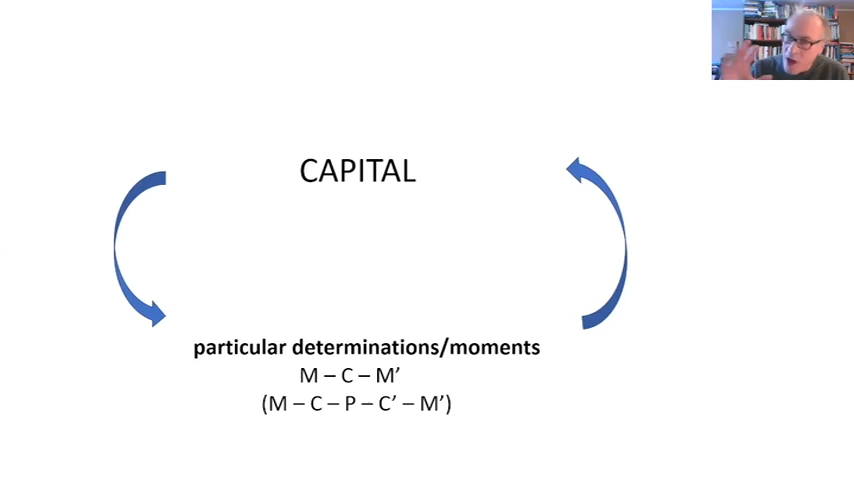 CAPITAL
particular determinations/moments
M – C – M’
(M – C – P – C’ – M’)